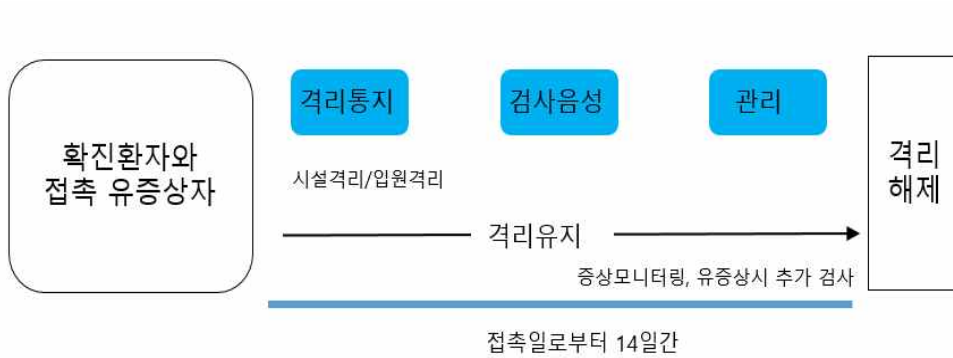 확진환자와
접촉 유증상자
격리통지
검사음성
관리
시설격리/입원격리
격리유지
증상모니터링, 유증상시 추가 검사
접촉일로부터 14일간
격리
해제